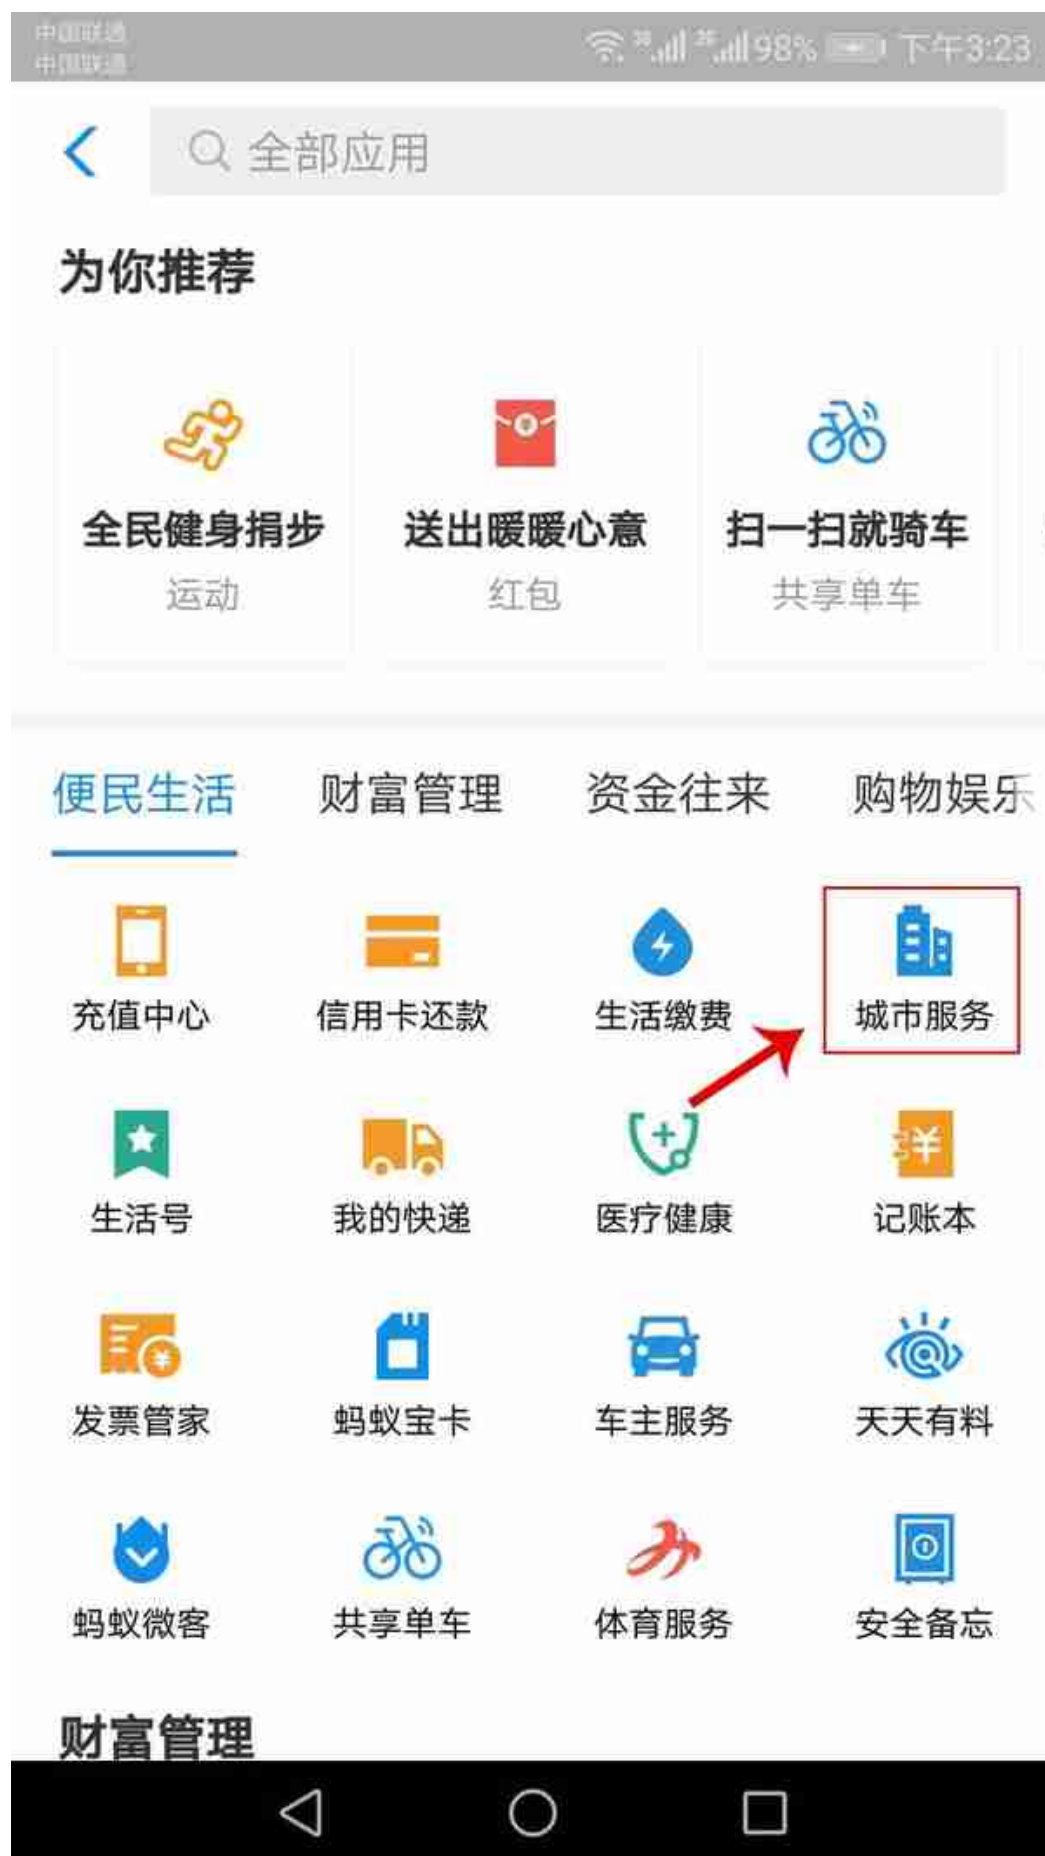 中国联通
中国联通
98% 下午3:23
全部应用
为你推荐
全民健身捐步 送出暖暖心意 扫一扫就骑车
运动 红包 共享单车
便民生活 财富管理 资金往来 购物娱乐
充值中心 信用卡还款 生活缴费 城市服务
生活号 我的快递 医疗健康 记账本
发票管家 蚂蚁宝卡 车主服务 天天有料
蚂蚁微客 共享单车 体育服务 安全备忘
财富管理